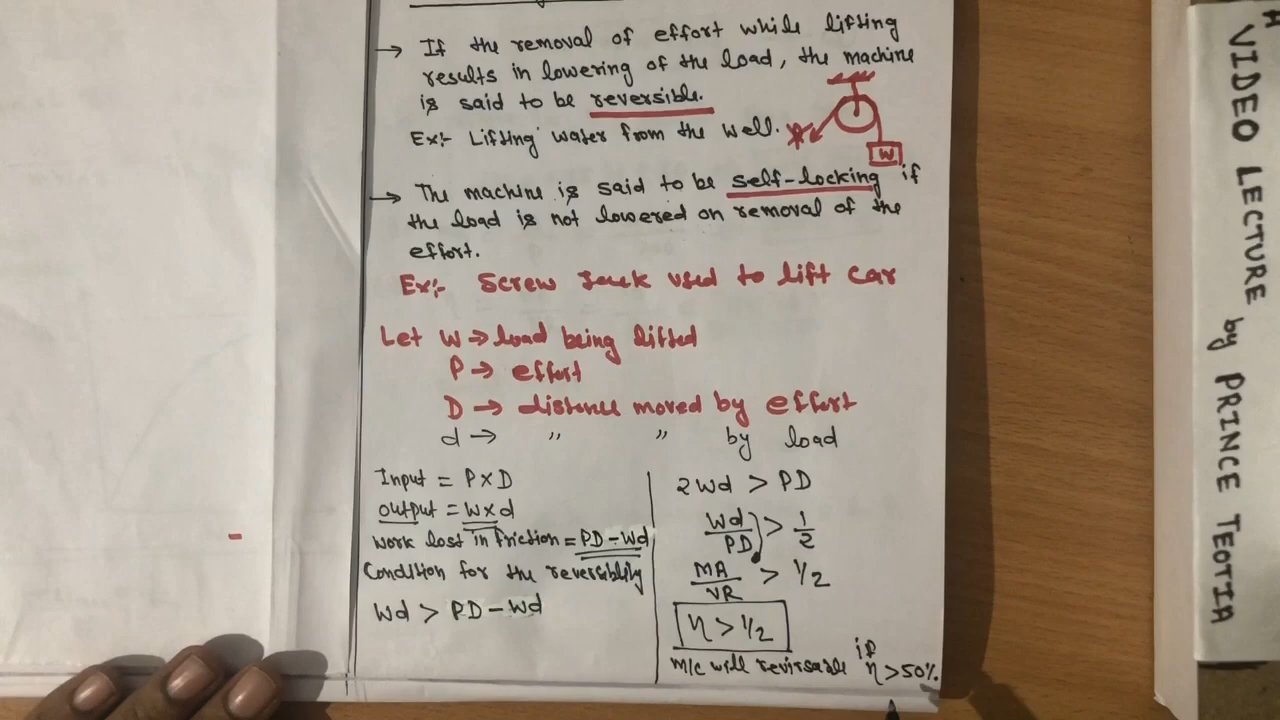 → If the removal of effort while lifting
results in lowering of the load, the machine
is said to be reversible.
Ex:- Lifting water from the well.
P
W
→ The machine is said to be self-locking if
the load is not lowered on removal of the
effort.
Ex:- Screw Jack used to lift car
Let W → load being lifted
P → effort
D → distance moved by effort
d → " " by load
Input = P×D
output = W×d
Work lost in friction = PD - Wd
Condition for the reversiblity
Wd > PD - Wd
2Wd > PD
Wd/PD > 1/2
MA/VR > 1/2
η > 1/2
M/c will revirsable if η >50%.
A VIDEO LECTURE by PRINCE TEOTIA